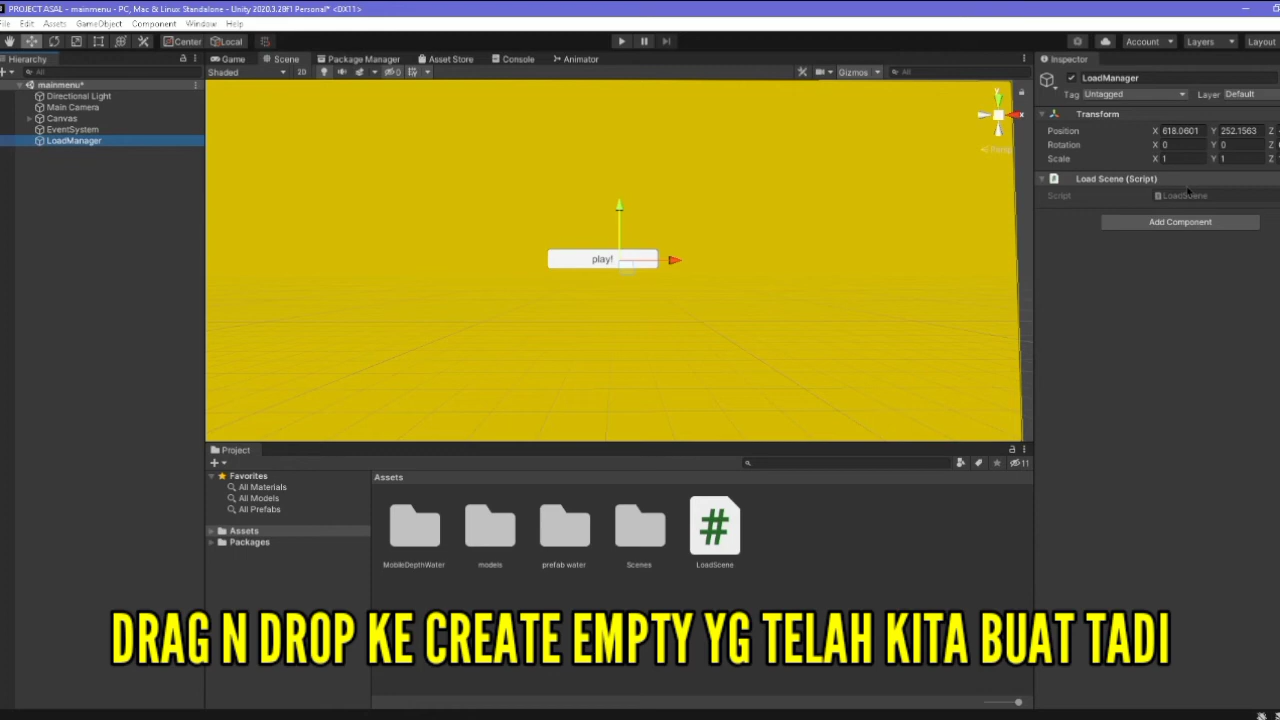 PROJECT ASAL - mainmenu - PC, Mac & Linux Standalone - Unity 2020.3.28f1 Personal* <DX11>
File Edit Assets GameObject Component Window Help
Center Local
Account Layers Layout
Hierarchy
All
mainmenu*
Directional Light
Main Camera
Canvas
EventSystem
LoadManager
Game Scene Package Manager Asset Store Console Animator
Shaded 2D 0 Gizmos All
y
x
Persp
play!
Inspector
LoadManager
Tag Untagged Layer Default
Transform
Position X 618.0601 Y 252.1563 Z
Rotation X 0 Y 0 Z
Scale X 1 Y 1 Z
Load Scene (Script)
Script LoadScene
Add Component
Project
11
Favorites
All Materials
All Models
All Prefabs
Assets
Packages
Assets
MobileDepthWater models prefab water Scenes LoadScene
#
DRAG N DROP KE CREATE EMPTY YG TELAH KITA BUAT TADI